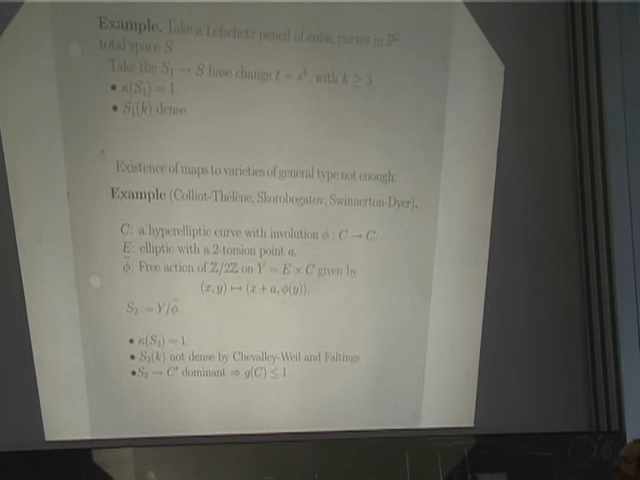 Example. Take a Lefschetz pencil of cubic curves in P²,
total space S
Take the S₁ → S base change t = sᵏ, with k ≥ 3
• κ(S₁) = 1
• S₁(k) dense
Existence of maps to varieties of general type not enough:
Example (Colliot-Thélène, Skorobogatov, Swinnerton-Dyer).
C: a hyperelliptic curve with involution ϕ : C → C.
E: elliptic with a 2-torsion point a.
ϕ̃: Free action of Z/2Z on Y = E × C given by
(x, y) ↦ (x + a, ϕ(y)).
S₂ := Y/ϕ̃.
• κ(S₂) = 1
• S₂(k) not dense by Chevalley-Weil and Faltings
•S₂ → C′ dominant ⇒ g(C) ≤ 1.